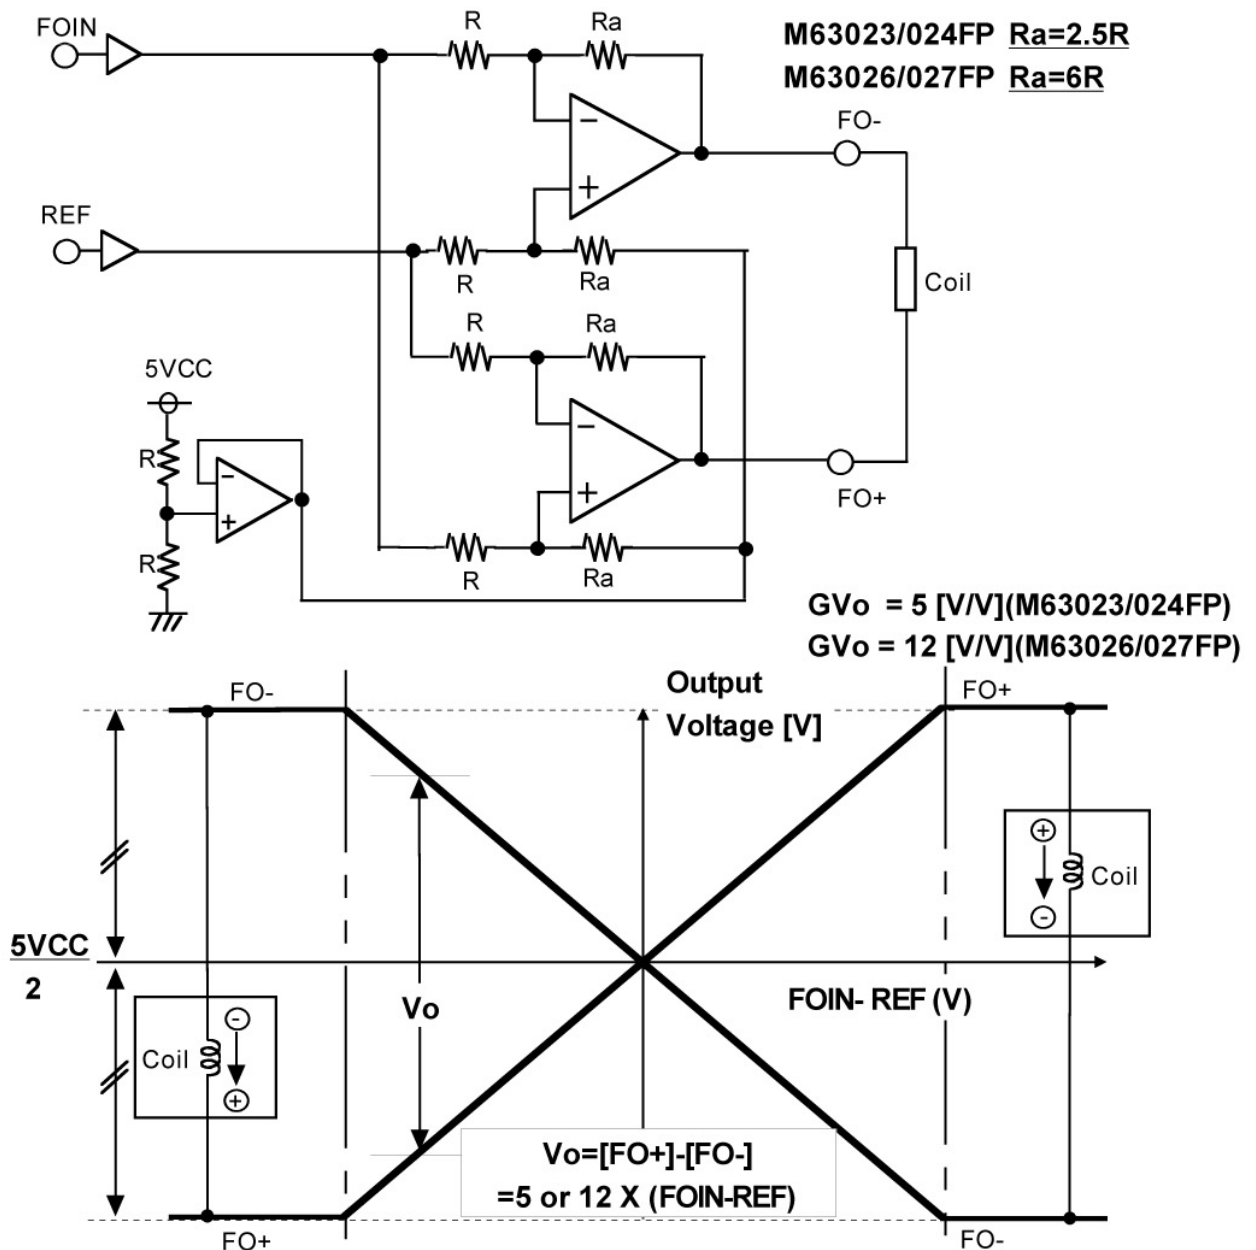 FOIN
R
Ra
M63023/024FP Ra=2.5R
M63026/027FP Ra=6R
FO-
−
+
REF
R
Ra
Coil
R
Ra
5VCC
R
−
+
−
+
FO+
R
R
Ra
GVo = 5 [V/V](M63023/024FP)
GVo = 12 [V/V](M63026/027FP)
FO-
Output
Voltage [V]
FO+
+
Coil
-
5VCC
2
Vo
FOIN- REF (V)
-
Coil
+
Vo=[FO+]-[FO-]
=5 or 12 X (FOIN-REF)
FO+
FO-